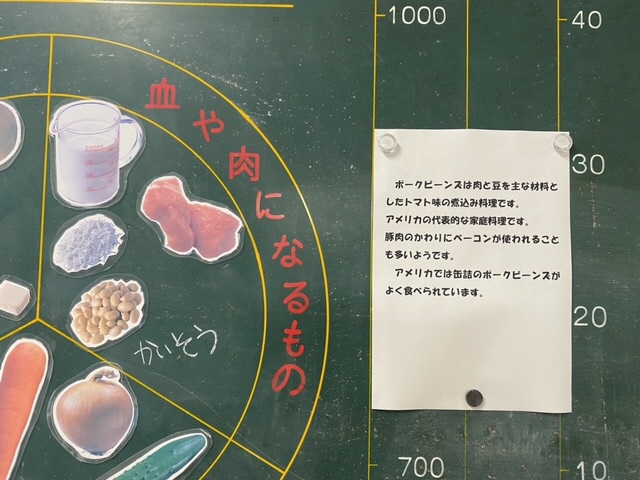 血や肉になるもの
かいそう
1000
40
30
20
700
10
ポークビーンズは肉と豆を主な材料と
したトマト味の煮込み料理です。
アメリカの代表的な家庭料理です。
豚肉のかわりにベーコンが使われること
も多いようです。
アメリカでは缶詰のポークビーンズが
よく食べられています。